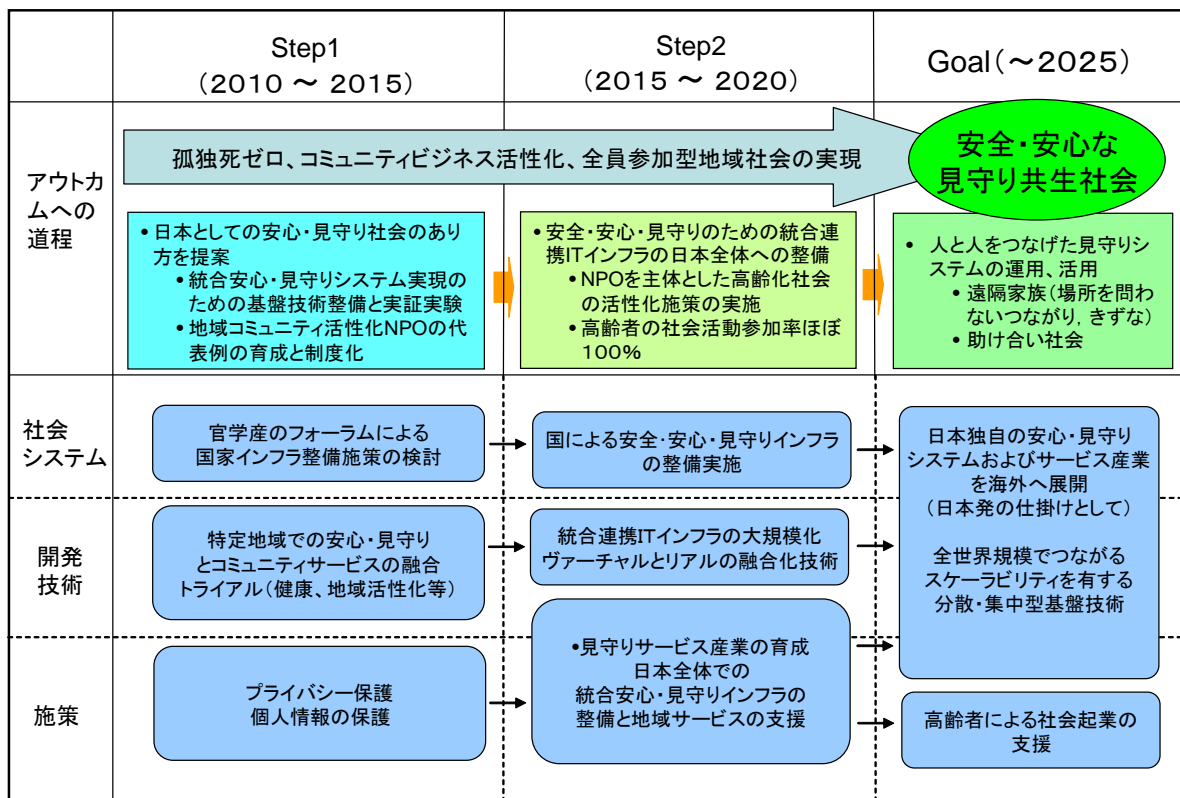 Step1
(2010 ～ 2015)
Step2
(2015 ～ 2020)
Goal(～2025)
アウトカ
ムへの
道程
孤独死ゼロ、コミュニティビジネス活性化、全員参加型地域社会の実現
安全・安心な
見守り共生社会
• 日本としての安心・見守り社会のあり
方を提案
• 統合安心・見守りシステム実現の
ための基盤技術整備と実証実験
• 地域コミュニティ活性化NPOの代
表例の育成と制度化
• 安全・安心・見守りのための統合連
携ITインフラの日本全体への整備
• NPOを主体とした高齢化社会
の活性化施策の実施
• 高齢者の社会活動参加率ほぼ
100%
• 人と人をつなげた見守りシ
ステムの運用、活用
• 遠隔家族(場所を問わ
ないつながり, きずな)
• 助け合い社会
社会
システム
官学産のフォーラムによる
国家インフラ整備施策の検討
国による安全・安心・見守りインフラ
の整備実施
日本独自の安心・見守り
システムおよびサービス産業
を海外へ展開
(日本発の仕掛けとして)
全世界規模でつながる
スケーラビリティを有する
分散・集中型基盤技術
開発
技術
特定地域での安心・見守り
とコミュニティサービスの融合
トライアル(健康、地域活性化等)
統合連携ITインフラの大規模化
ヴァーチャルとリアルの融合化技術
施策
プライバシー保護
個人情報の保護
•見守りサービス産業の育成
日本全体での
統合安心・見守りインフラの
整備と地域サービスの支援
高齢者による社会起業の
支援